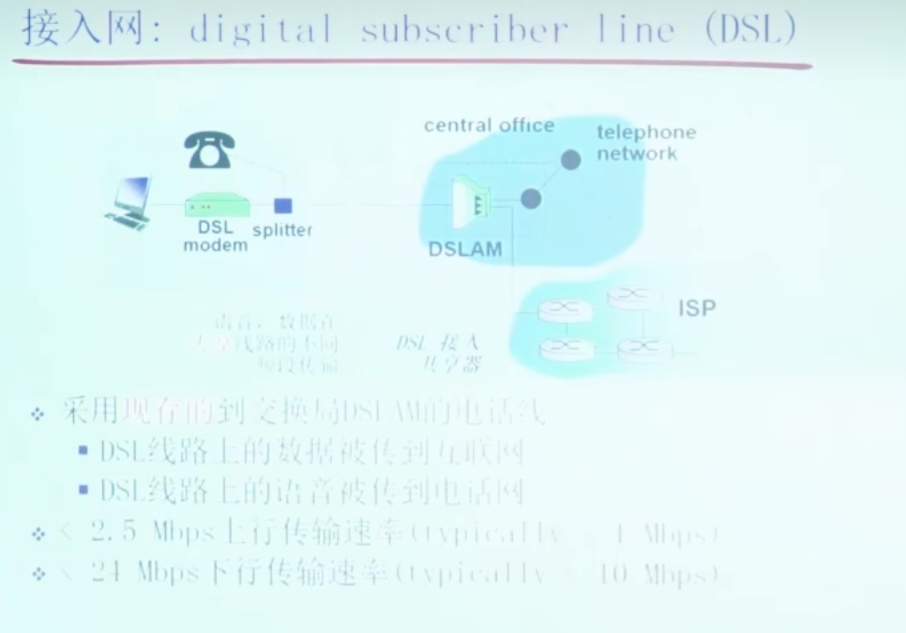 接入网: digital subscriber line (DSL)
central office
telephone
network
DSL
modem
splitter
DSLAM
ISP
语音、数据在
线路的不同
频段传输
DSL 接入
共享器
采用现存的到交换局DSLAM的电话线
DSL线路上的数据被传到互联网
DSL线路上的语音被传到电话网
< 2.5 Mbps上行传输速率(typically 1 Mbps)
24 Mbps下行传输速率(typically 10 Mbps)